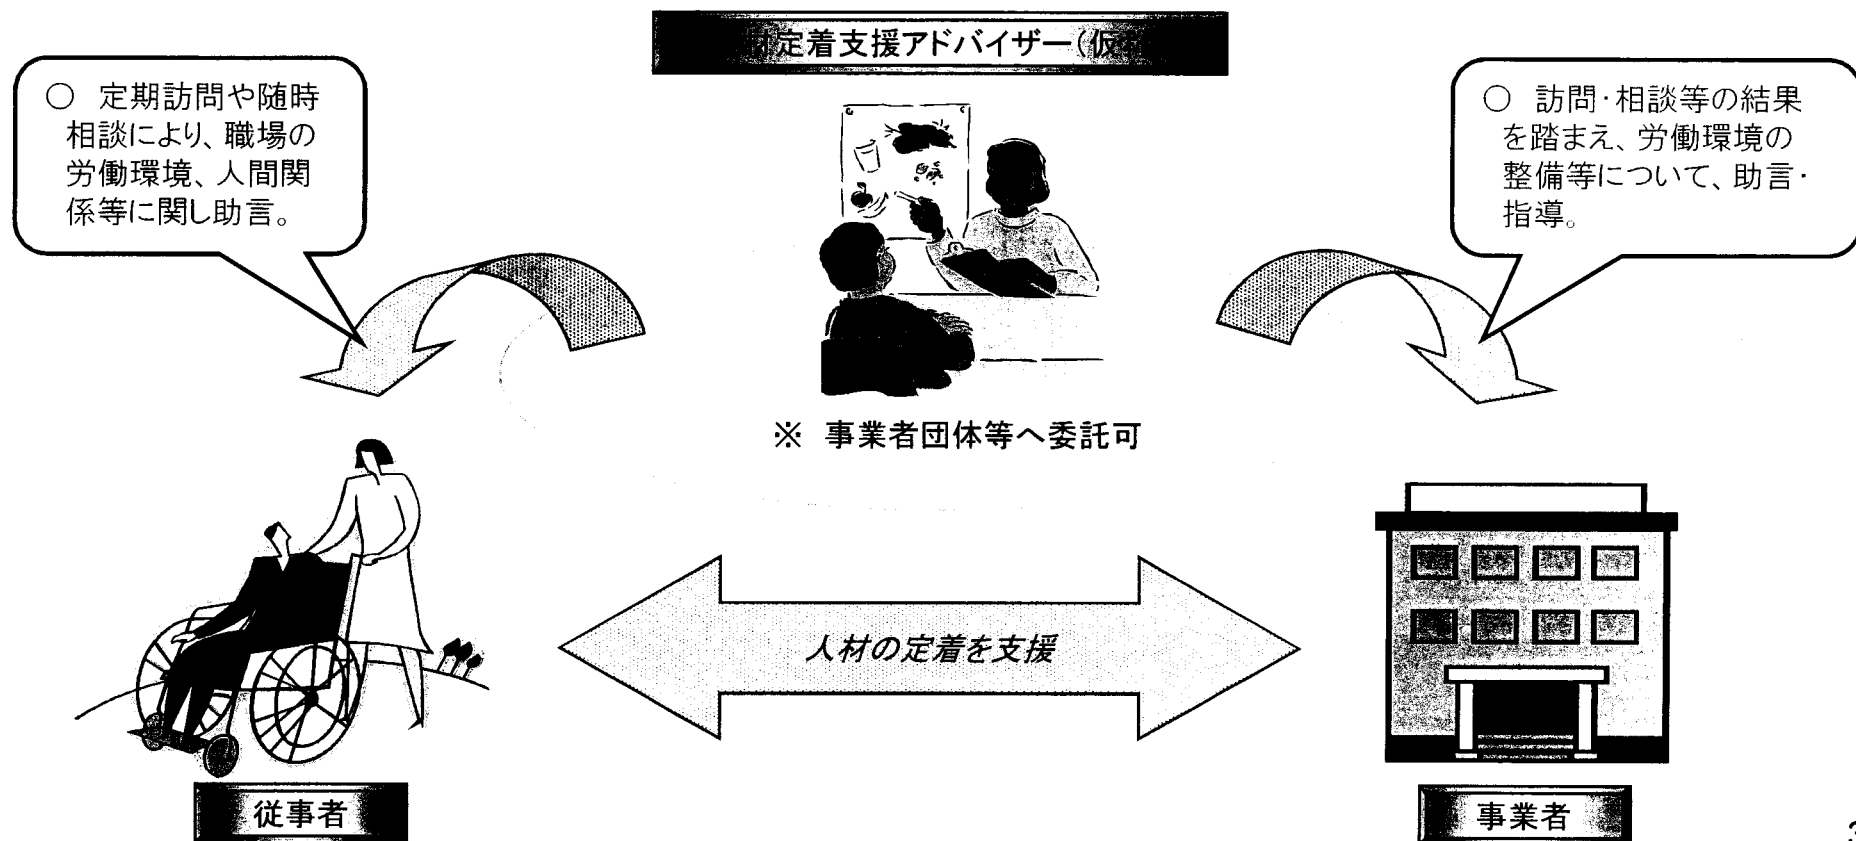 定着支援アドバイザー(仮
○ 定期訪問や随時
相談により、職場の
労働環境、人間関
係等に関し助言。
○ 訪問・相談等の結果
を踏まえ、労働環境の
整備等について、助言・
指導。
※ 事業者団体等へ委託可
人材の定着を支援
従事者
事業者